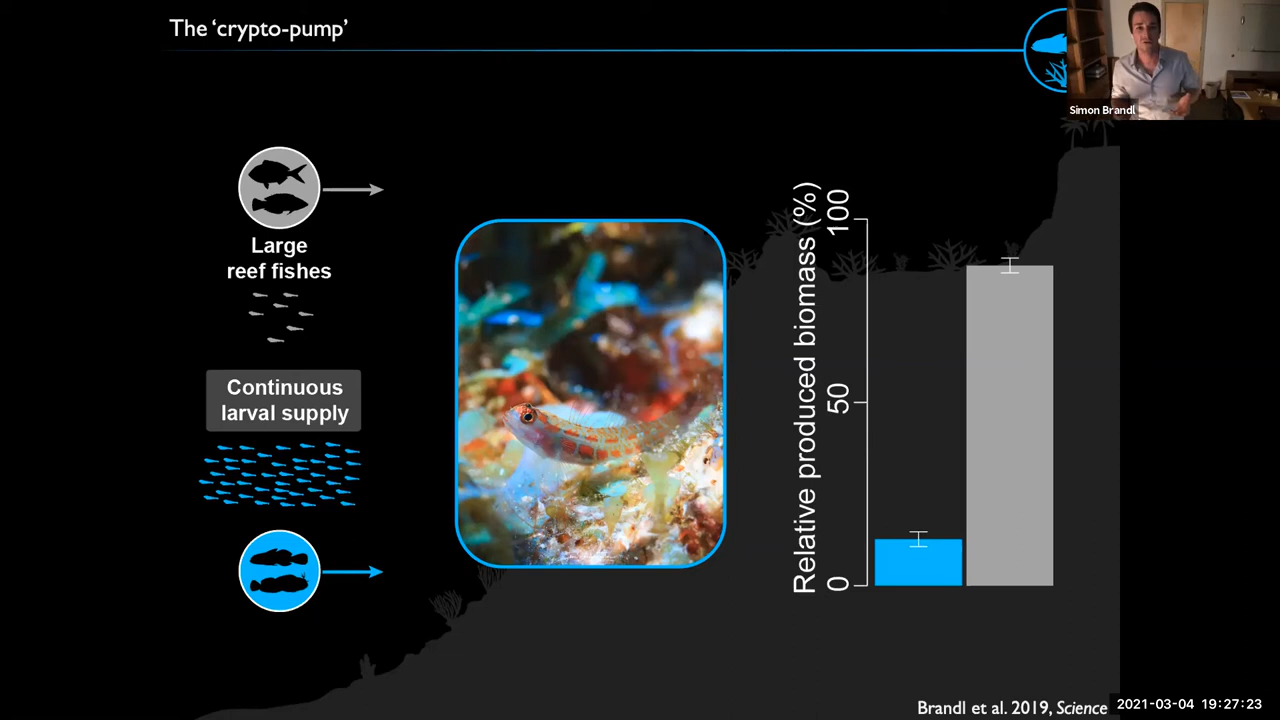 The ‘crypto-pump’
Simon Brandl
Large
reef fishes
Continuous
larval supply
Relative produced biomass (%)
100
50
0
Brandl et al. 2019, Science
2021-03-04 19:27:23